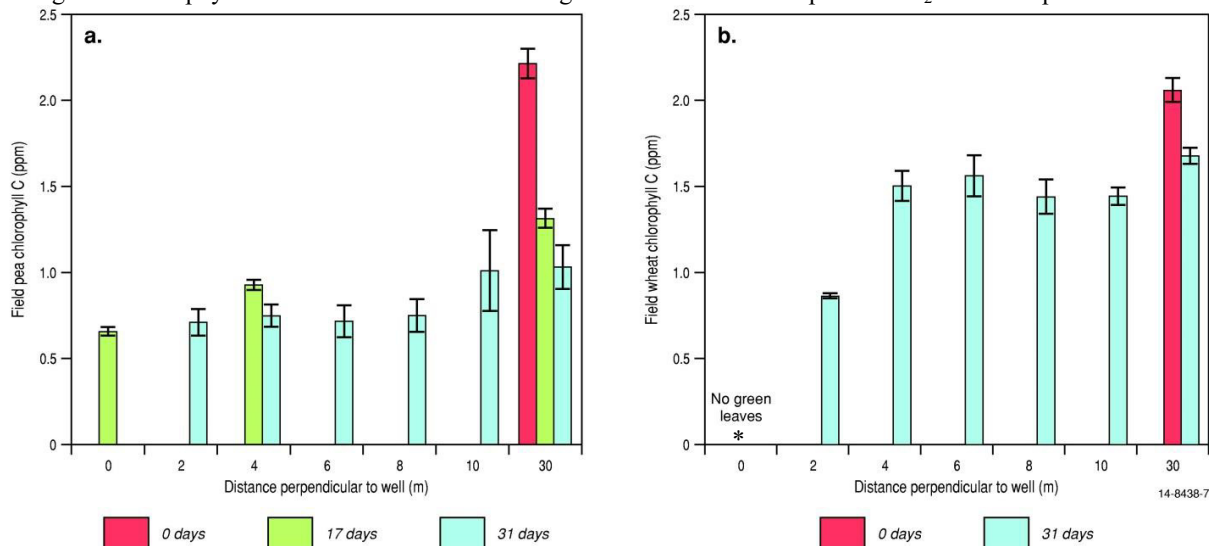 a.
Field pea chlorophyll C (ppm)
2.5
2.0
1.5
1.0
0.5
0
0 2 4 6 8 10 30
Distance perpendicular to well (m)
0 days 17 days 31 days
b.
Field wheat chlorophyll C (ppm)
2.5
2.0
1.5
1.0
0.5
0
No green
leaves
*
0 2 4 6 8 10 30
Distance perpendicular to well (m)
14-8438-7
0 days 31 days